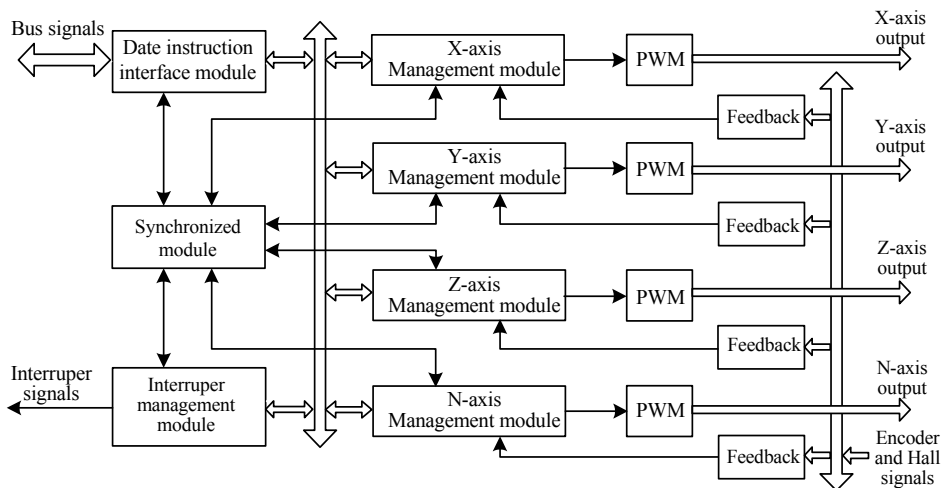 Bus signals
Date instruction
interface module
X-axis
Management module
PWM
X-axis
output
Feedback
Y-axis
Management module
PWM
Y-axis
output
Synchronized
module
Feedback
Z-axis
Management module
PWM
Z-axis
output
Feedback
Interruper
signals
Interruper
management
module
N-axis
Management module
PWM
N-axis
output
Feedback
Encoder
and Hall
signals